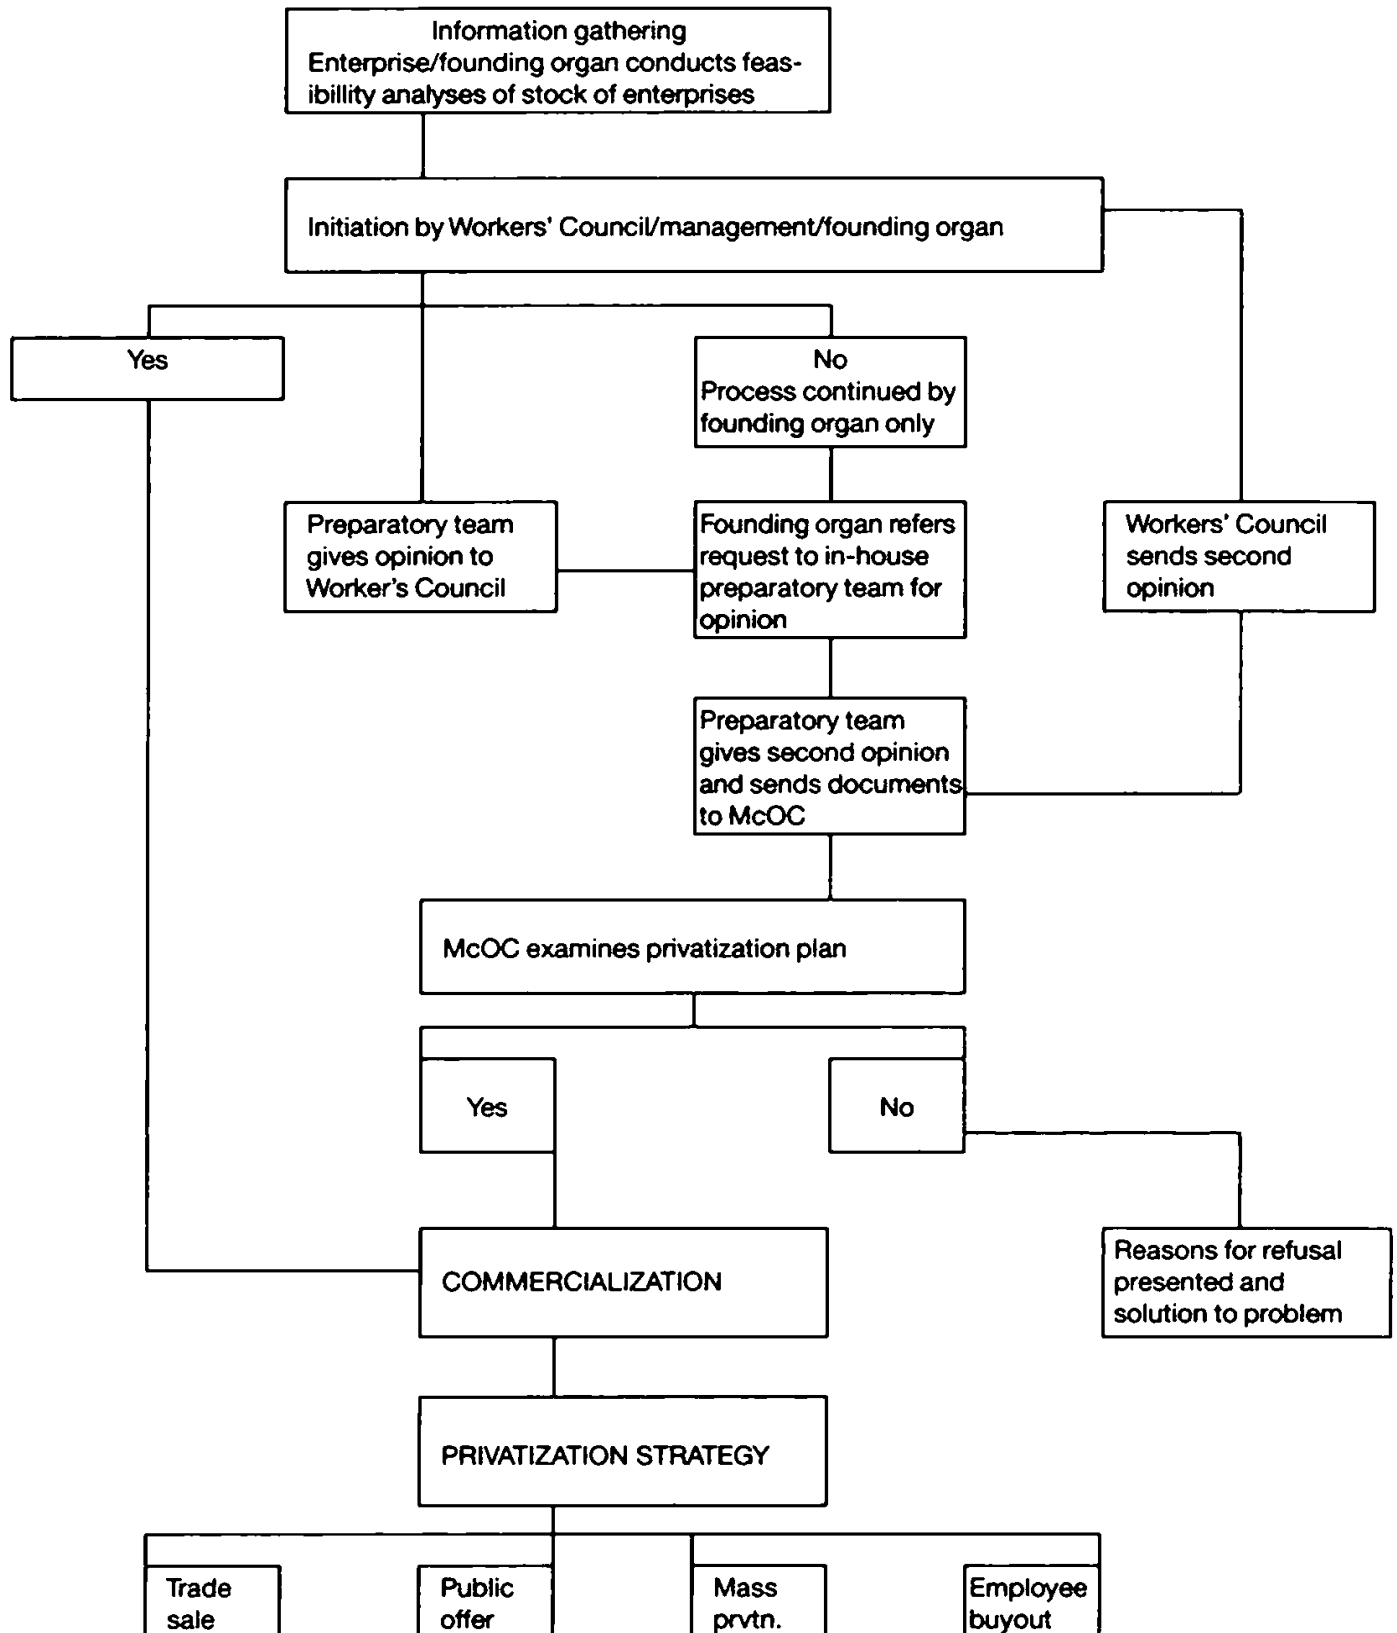 Information gathering
Enterprise/founding organ conducts feas-
ibillity analyses of stock of enterprises
Initiation by Workers' Council/management/founding organ
Yes
No
Process continued by
founding organ only
Preparatory team
gives opinion to
Worker's Council
Founding organ refers
request to in-house
preparatory team for
opinion
Workers' Council
sends second
opinion
Preparatory team
gives second opinion
and sends documents
to McOC
McOC examines privatization plan
Yes
No
COMMERCIALIZATION
Reasons for refusal
presented and
solution to problem
PRIVATIZATION STRATEGY
Trade
sale
Public
offer
Mass
prvtn.
Employee
buyout